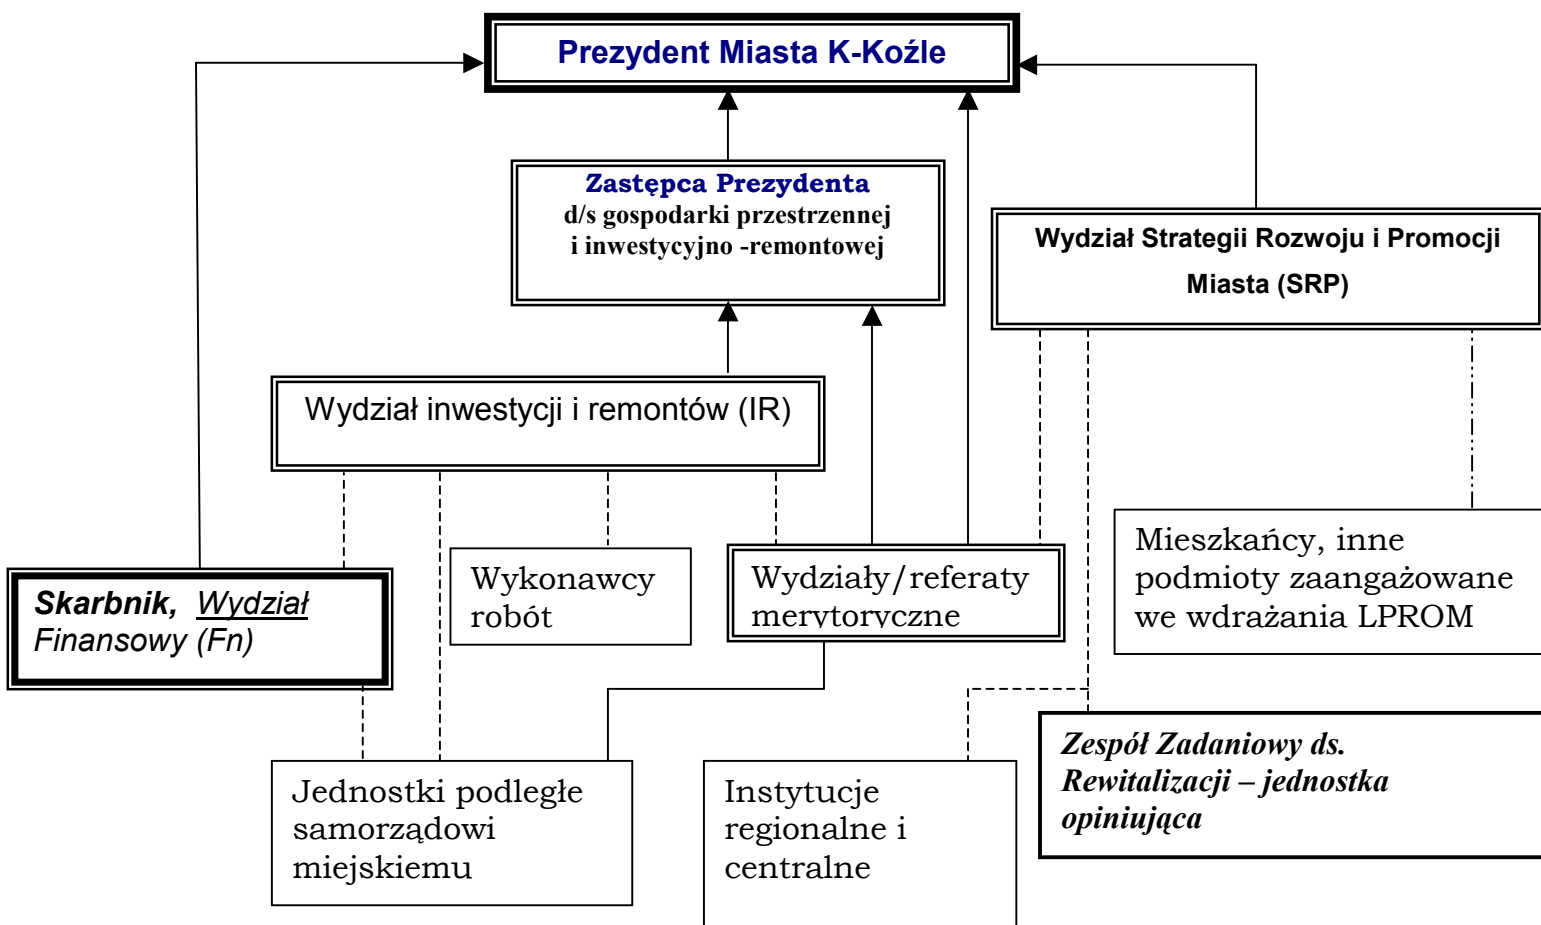 Prezydent Miasta K-Koźle
Zastępca Prezydenta
d/s gospodarki przestrzennej
i inwestycyjno -remontowej
Wydział Strategii Rozwoju i Promocji
Miasta (SRP)
Wydział inwestycji i remontów (IR)
Skarbnik, Wydział
Finansowy (Fn)
Wykonawcy
robót
Wydziały/referaty
merytoryczne
Mieszkańcy, inne
podmioty zaangażowane
we wdrażania LPROM
Jednostki podległe
samorządowi
miejskiemu
Instytucje
regionalne i
centralne
Zespół Zadaniowy ds.
Rewitalizacji – jednostka
opiniująca